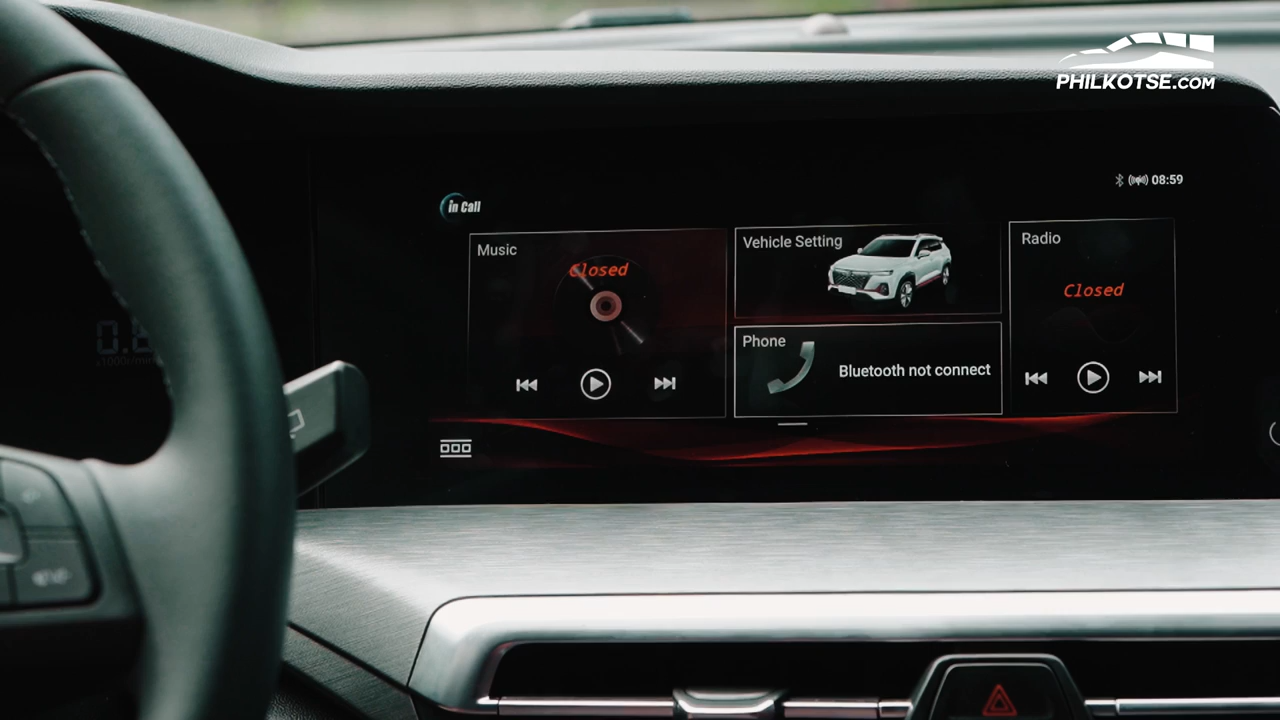 PHILKOTSE.COM
08:59
in Call
Music
Closed
Vehicle Setting
Phone
Bluetooth not connect
Radio
Closed